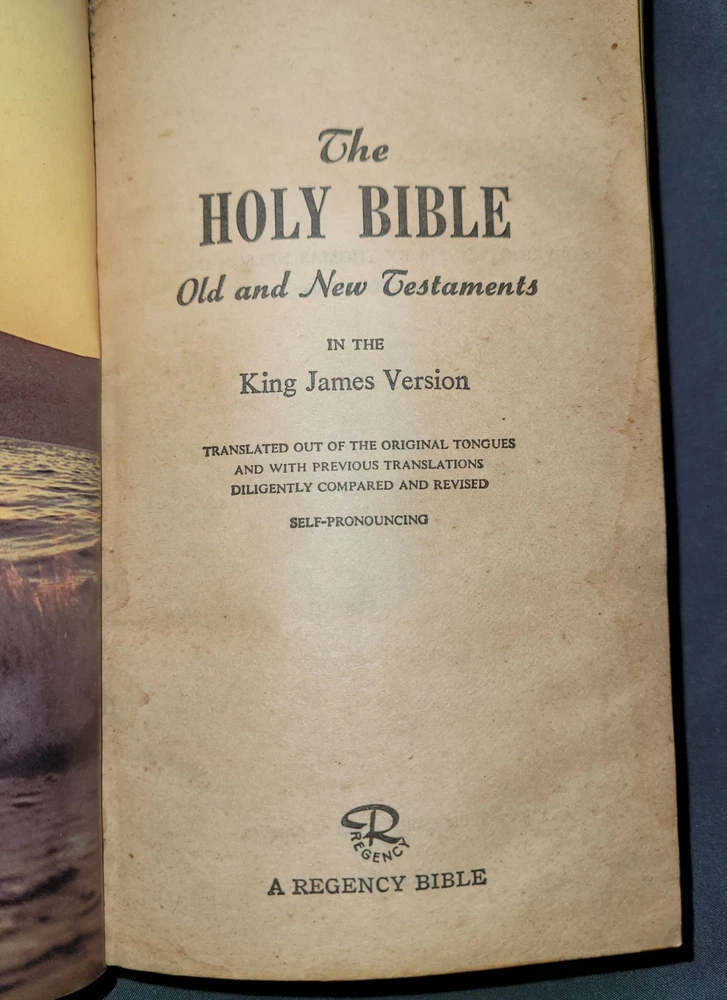 The
HOLY BIBLE
Old and New Testaments
IN THE
King James Version
TRANSLATED OUT OF THE ORIGINAL TONGUES
AND WITH PREVIOUS TRANSLATIONS
DILIGENTLY COMPARED AND REVISED
SELF-PRONOUNCING
R
REGENCY
A REGENCY BIBLE